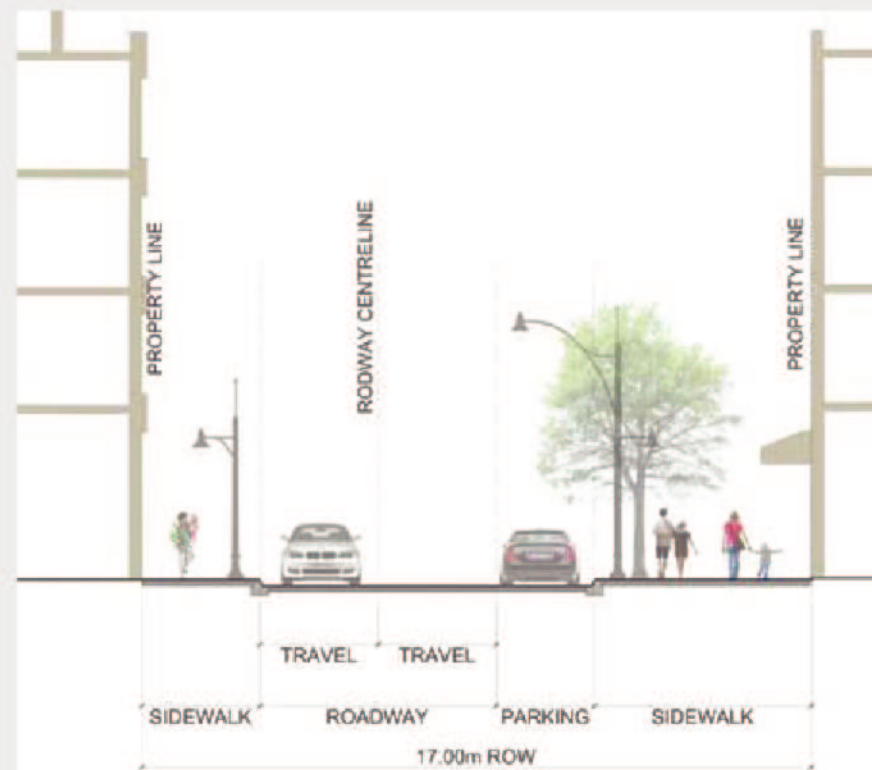 PROPERTY LINE
RODWAY CENTRELINE
PROPERTY LINE
TRAVEL TRAVEL
SIDEWALK ROADWAY PARKING SIDEWALK
17.00m ROW